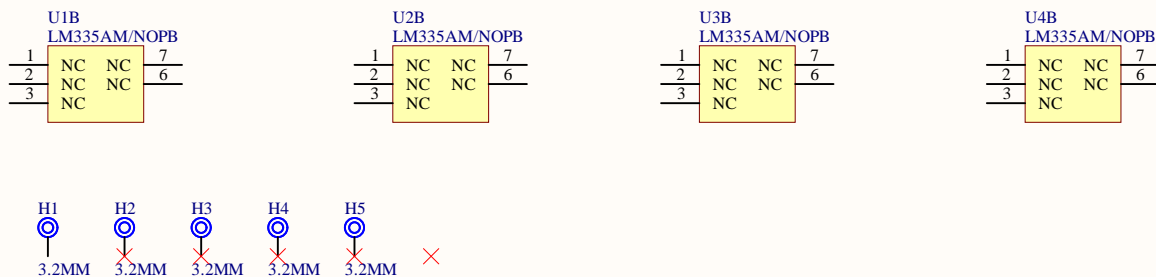 U1B U2B U3B U4B
LM335AM/NOPB LM335AM/NOPB LM335AM/NOPB LM335AM/NOPB
1 NC NC 7 1 NC NC 7 1 NC NC 7 1 NC NC 7
2 NC NC 6 2 NC NC 6 2 NC NC 6 2 NC NC 6
3 NC 3 NC 3 NC 3 NC
H1 H2 H3 H4 H5
3.2MM 3.2MM 3.2MM 3.2MM 3.2MM